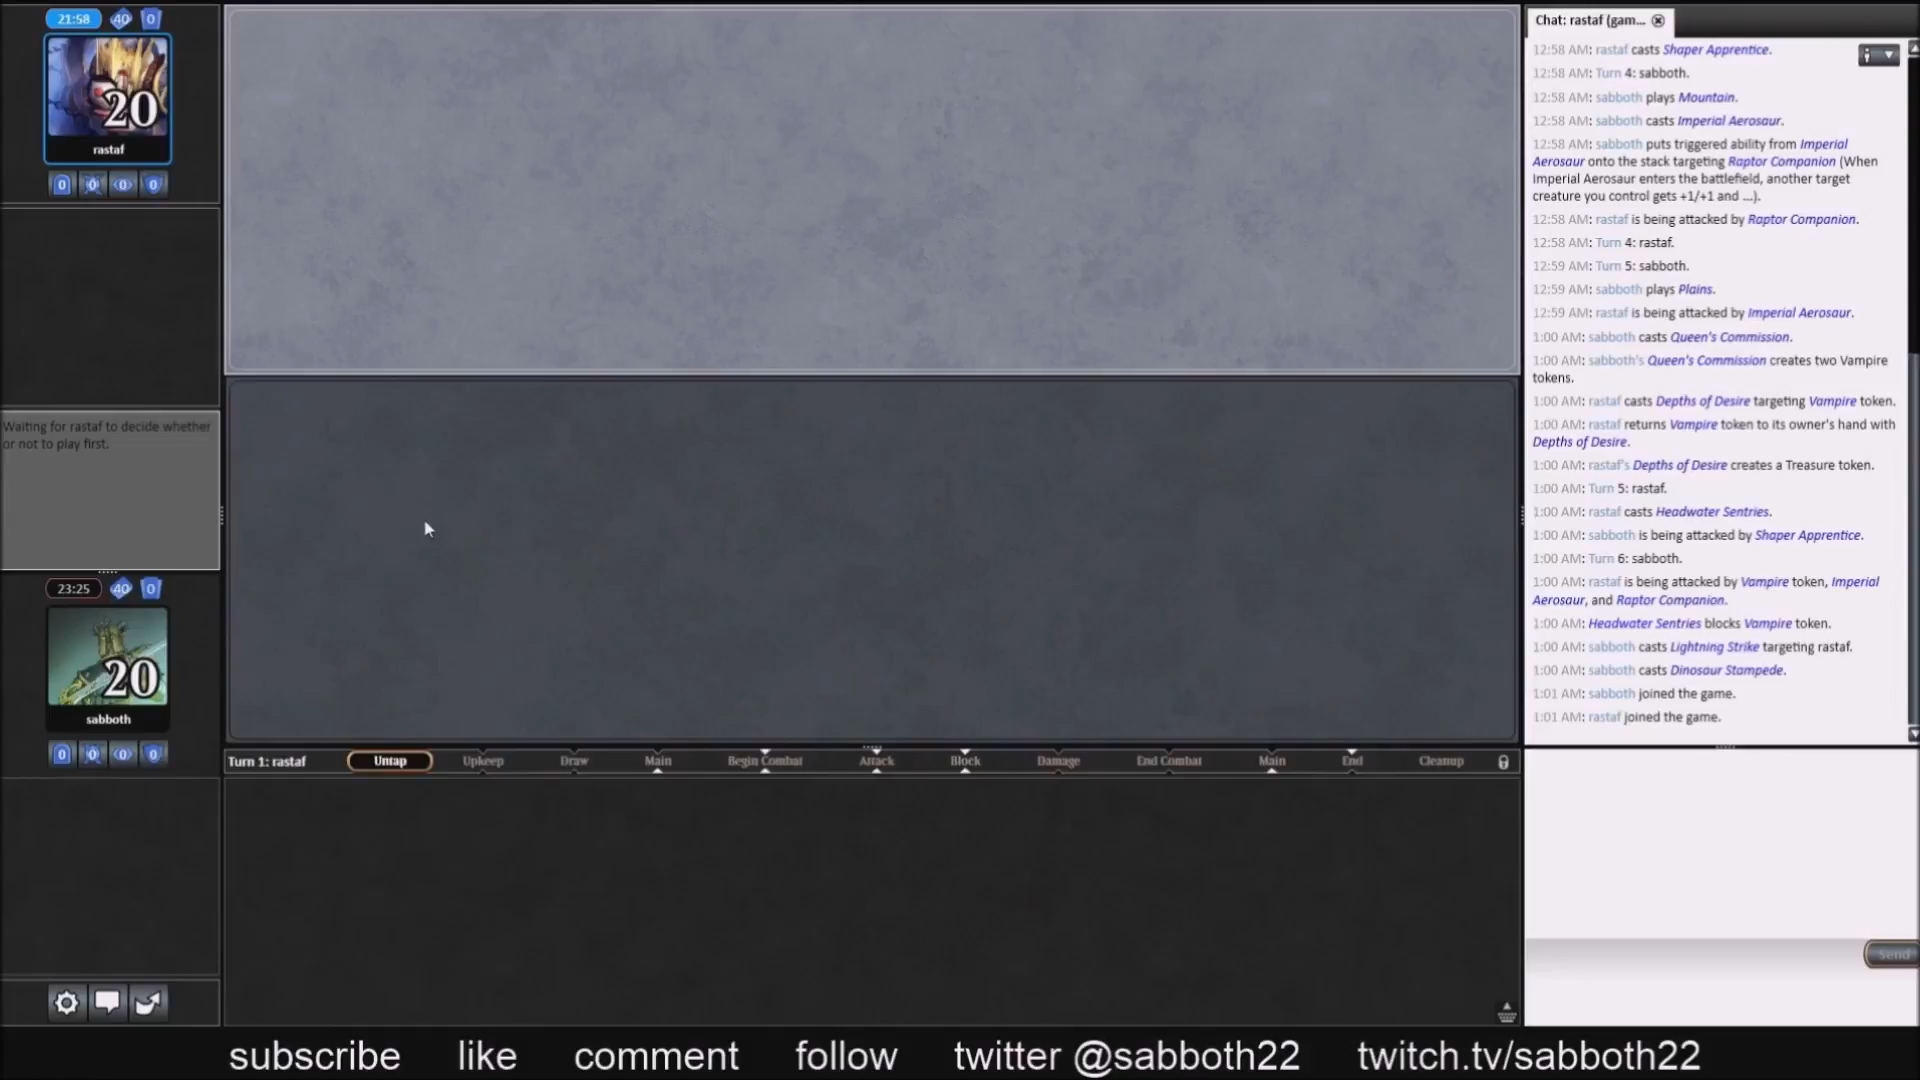 21:58 40 0
20
rastaf
0 0 0 0
Waiting for rastaf to decide whether
or not to play first.
23:25 40 0
20
sabboth
0 0 0 0
Turn 1: rastaf Untap Upkeep Draw Main Begin Combat Attack Block Damage End Combat Main End Cleanup
Chat: rastaf (gam...
12:58 AM: rastaf casts Shaper Apprentice.
12:58 AM: Turn 4: sabboth.
12:58 AM: sabboth plays Mountain.
12:58 AM: sabboth casts Imperial Aerosaur.
12:58 AM: sabboth puts triggered ability from Imperial
Aerosaur onto the stack targeting Raptor Companion (When
Imperial Aerosaur enters the battlefield, another target
creature you control gets +1/+1 and ...).
12:58 AM: rastaf is being attacked by Raptor Companion.
12:58 AM: Turn 4: rastaf.
12:59 AM: Turn 5: sabboth.
12:59 AM: sabboth plays Plains.
12:59 AM: rastaf is being attacked by Imperial Aerosaur.
1:00 AM: sabboth casts Queen's Commission.
1:00 AM: sabboth's Queen's Commission creates two Vampire
tokens.
1:00 AM: rastaf casts Depths of Desire targeting Vampire token.
1:00 AM: rastaf returns Vampire token to its owner's hand with
Depths of Desire.
1:00 AM: rastaf's Depths of Desire creates a Treasure token.
1:00 AM: Turn 5: rastaf.
1:00 AM: rastaf casts Headwater Sentries.
1:00 AM: sabboth is being attacked by Shaper Apprentice.
1:00 AM: Turn 6: sabboth.
1:00 AM: rastaf is being attacked by Vampire token, Imperial
Aerosaur, and Raptor Companion.
1:00 AM: Headwater Sentries blocks Vampire token.
1:00 AM: sabboth casts Lightning Strike targeting rastaf.
1:00 AM: sabboth casts Dinosaur Stampede.
1:01 AM: sabboth joined the game.
1:01 AM: rastaf joined the game.
Send
subscribe like comment follow twitter @sabboth22 twitch.tv/sabboth22